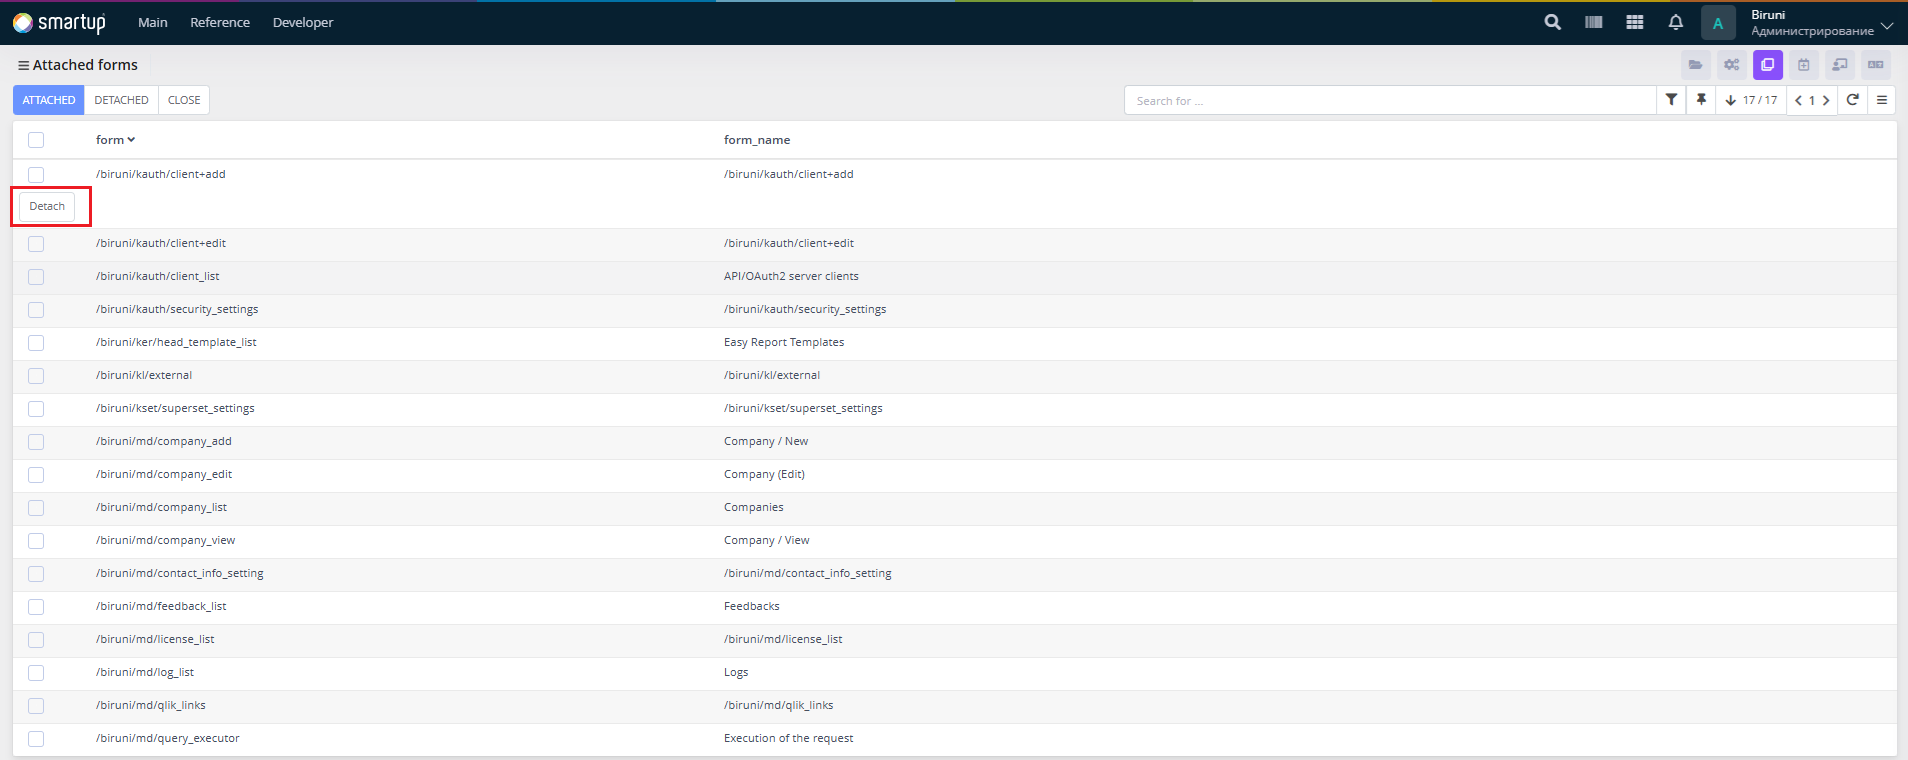 smartup Main Reference Developer A Biruni
Администрирование
Attached forms
ATTACHED DETACHED CLOSE Search for ... 17 / 17 1
form form_name
/biruni/kauth/client+add /biruni/kauth/client+add
Detach
/biruni/kauth/client+edit /biruni/kauth/client+edit
/biruni/kauth/client_list API/OAuth2 server clients
/biruni/kauth/security_settings /biruni/kauth/security_settings
/biruni/ker/head_template_list Easy Report Templates
/biruni/kl/external /biruni/kl/external
/biruni/kset/superset_settings /biruni/kset/superset_settings
/biruni/md/company_add Company / New
/biruni/md/company_edit Company (Edit)
/biruni/md/company_list Companies
/biruni/md/company_view Company / View
/biruni/md/contact_info_setting /biruni/md/contact_info_setting
/biruni/md/feedback_list Feedbacks
/biruni/md/license_list /biruni/md/license_list
/biruni/md/log_list Logs
/biruni/md/qlik_links /biruni/md/qlik_links
/biruni/md/query_executor Execution of the request